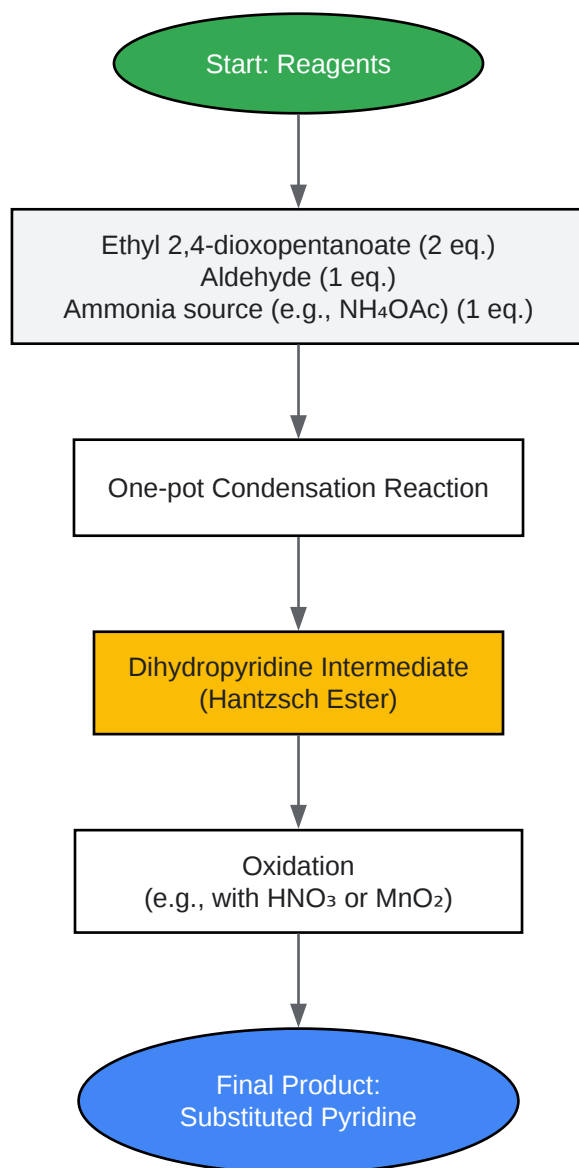 Start: Reagents
Ethyl 2,4-dioxopentanoate (2 eq.)
Aldehyde (1 eq.)
Ammonia source (e.g., NH₄OAc) (1 eq.)
One-pot Condensation Reaction
Dihydropyridine Intermediate
(Hantzsch Ester)
Oxidation
(e.g., with HNO₃ or MnO₂)
Final Product:
Substituted Pyridine